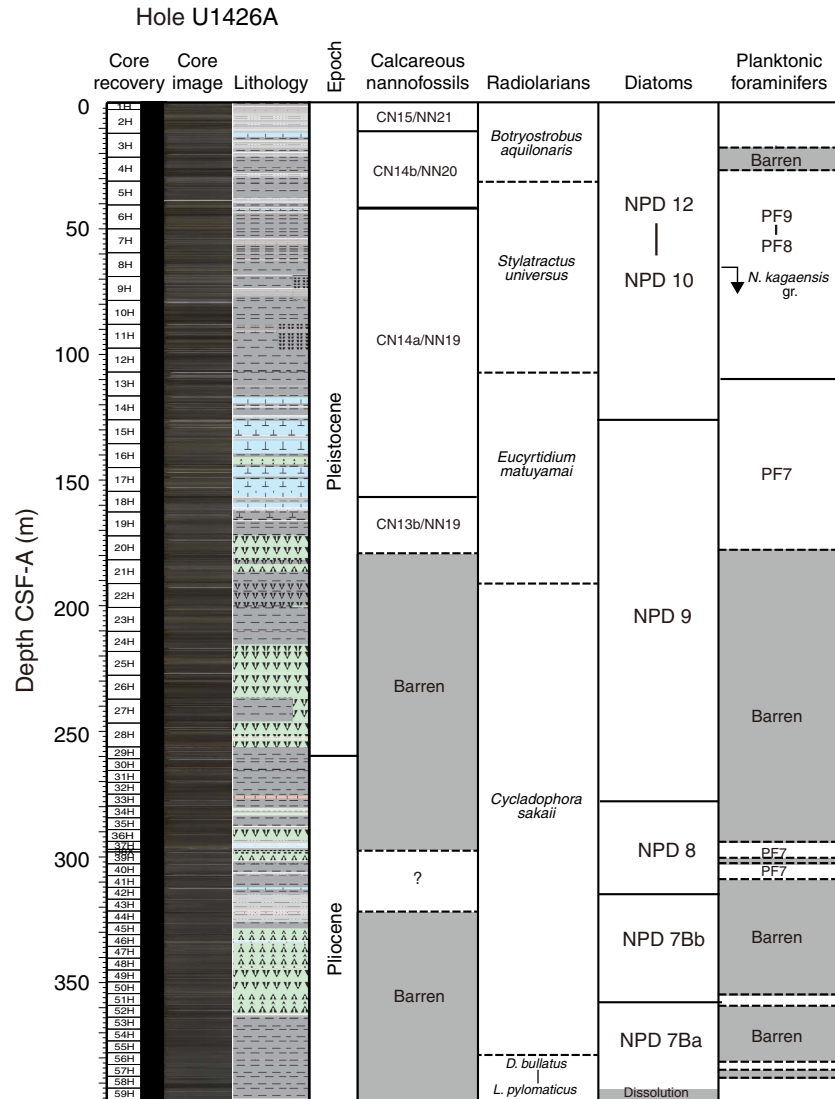 Hole U1426A
Core recovery
Core image
Lithology
Epoch
Calcareous nannofossils
Radiolarians
Diatoms
Planktonic foraminifers
Depth CSF-A (m)
0
50
100
150
200
250
300
350
1H
2H
3H
4H
5H
6H
7H
8H
9H
10H
11H
12H
13H
14H
15H
16H
17H
18H
19H
20H
21H
22H
23H
24H
25H
26H
27H
28H
29H
30H
31H
32H
33H
34H
35H
36H
37H
39H
40H
41H
42H
43H
44H
45H
46H
47H
48H
49H
50H
51H
52H
53H
54H
55H
56H
57H
58H
59H
Pleistocene
Pliocene
CN15/NN21
CN14b/NN20
CN14a/NN19
CN13b/NN19
Barren
?
Barren
Botryostrobus
aquilonaris
Stylatractus
universus
Eucyrtidium
matuyamai
Cycladophora
sakaii
D. bullatus
L. pylomaticus
NPD 12
NPD 10
NPD 9
NPD 8
NPD 7Bb
NPD 7Ba
Dissolution
Barren
PF9
PF8
N. kagaensis
gr.
PF7
Barren
PF7
PF7
Barren
Barren